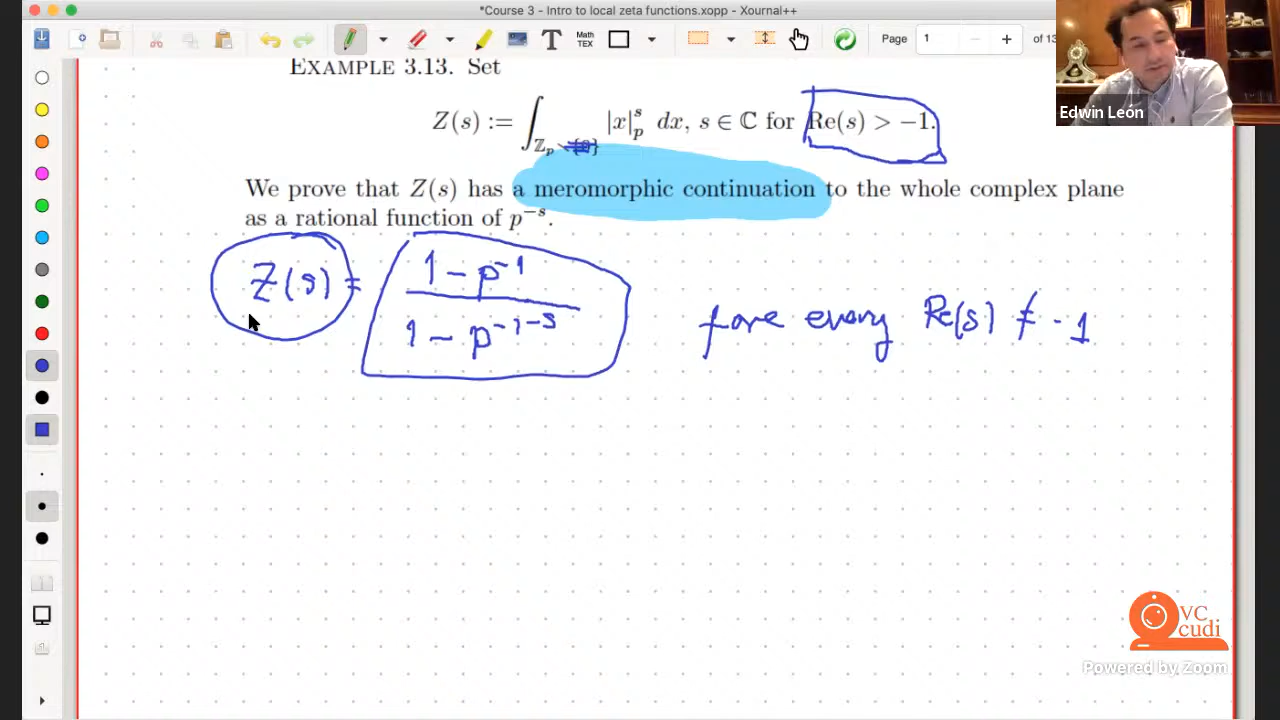 *Course 3 - Intro to local zeta functions.xopp - Xournal++
T Math TEX Page 1 of 13
Edwin León
EXAMPLE 3.13. Set
Z(s) := ∫_{ℤ_p \ {0}} |x|_p^s dx, s ∈ ℂ for Re(s) > −1.
We prove that Z(s) has a meromorphic continuation to the whole complex plane
as a rational function of p^{−s}.
Z(s) = (1 − p^{−1}) / (1 − p^{−1−s}) fore every Re(s) ≠ -1
VC
cudi
Powered by Zoom